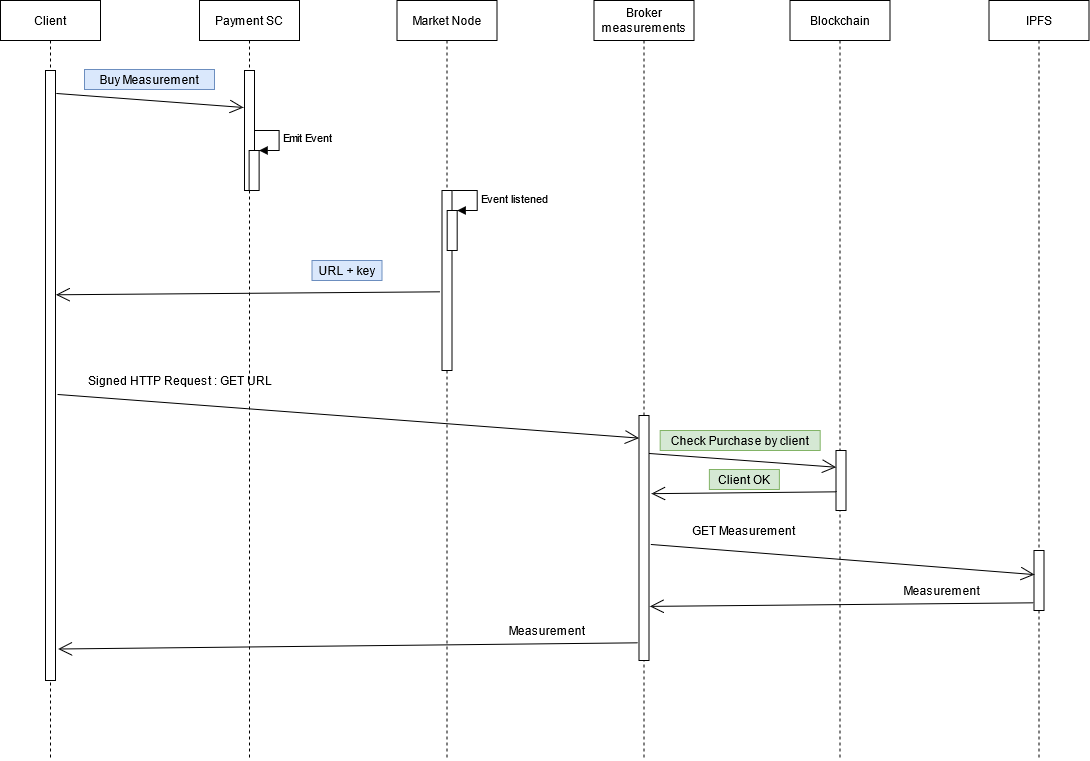 Client
Payment SC
Market Node
Broker
measurements
Blockchain
IPFS
Buy Measurement
Emit Event
Event listened
URL + key
Signed HTTP Request : GET URL
Check Purchase by client
Client OK
GET Measurement
Measurement
Measurement